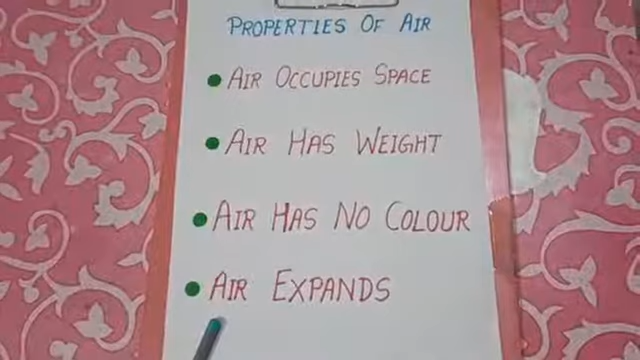 PROPERTIES OF AIR
AIR OCCUPIES SPACE
AIR HAS WEIGHT
AIR HAS NO COLOUR
AIR EXPANDS